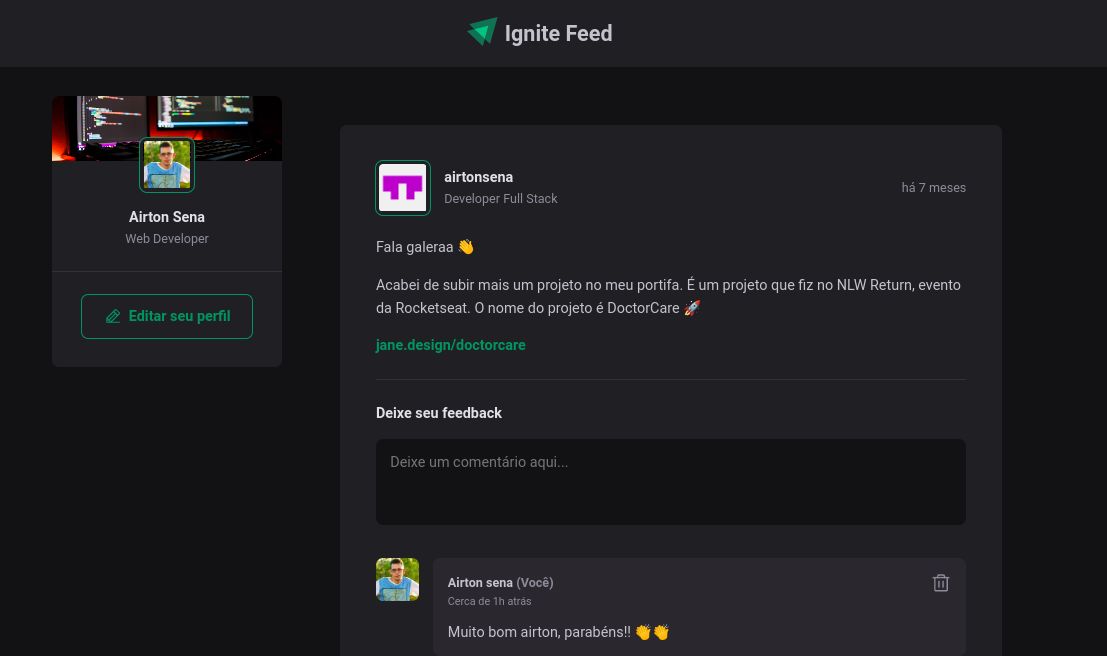 Ignite Feed
Airton Sena
Web Developer
Editar seu perfil
airtonsena
Developer Full Stack
há 7 meses
Fala galeraa 👋
Acabei de subir mais um projeto no meu portifa. É um projeto que fiz no NLW Return, evento
da Rocketseat. O nome do projeto é DoctorCare 🚀
jane.design/doctorcare
Deixe seu feedback
Deixe um comentário aqui...
Airton sena (Você)
Cerca de 1h atrás
Muito bom airton, parabéns!! 👏👏